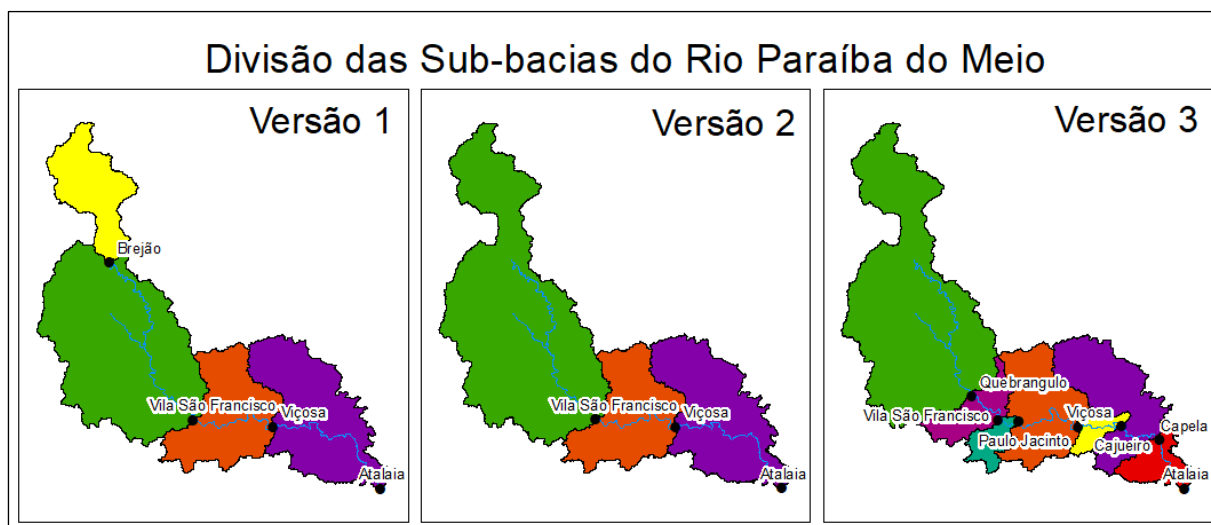 Divisão das Sub-bacias do Rio Paraíba do Meio
Versão 1
Brejão
Vila São Francisco
Viçosa
Atalaia
Versão 2
Vila São Francisco
Viçosa
Atalaia
Versão 3
Quebrangulo
Vila São Francisco
Viçosa
Capela
Paulo Jacinto
Cajueiro
Atalaia